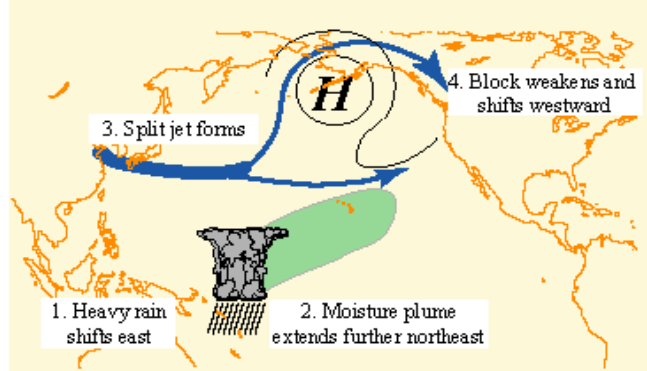 H
4. Block weakens and
shifts westward
3. Split jet forms
1. Heavy rain
shifts east
2. Moisture plume
extends further northeast